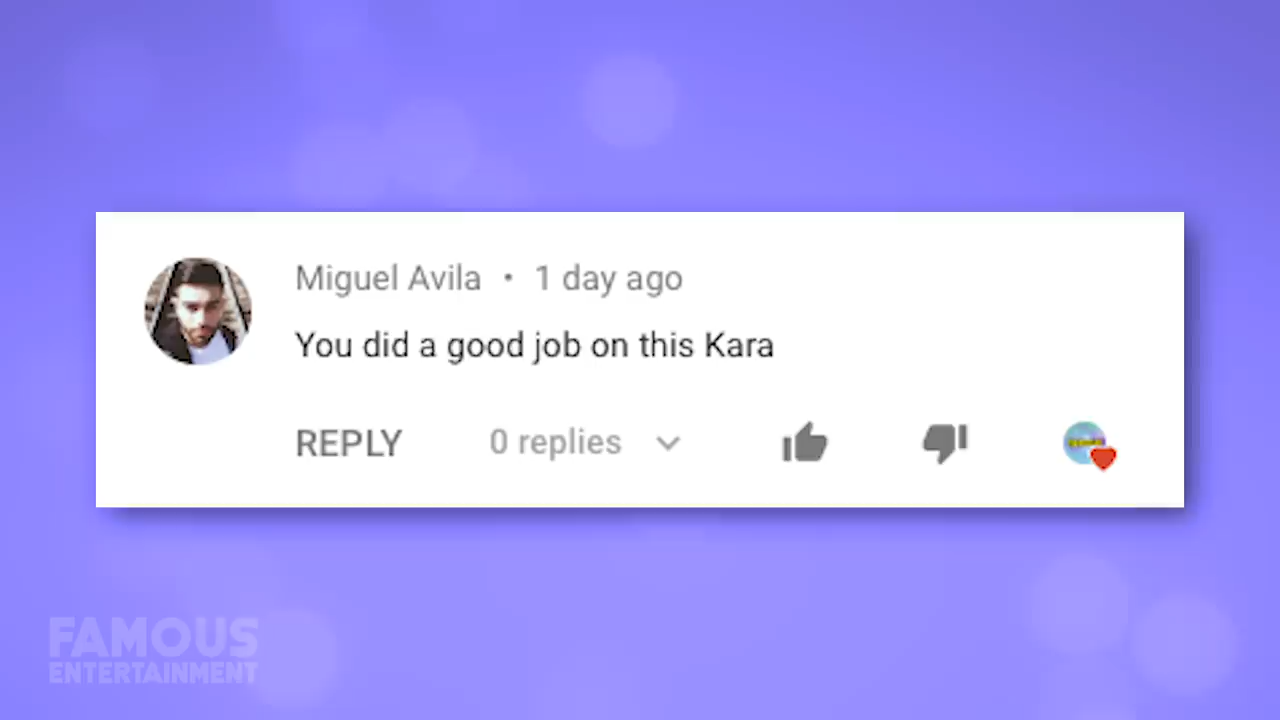 Miguel Avila • 1 day ago
You did a good job on this Kara
REPLY 0 replies
FAMOUS
ENTERTAINMENT